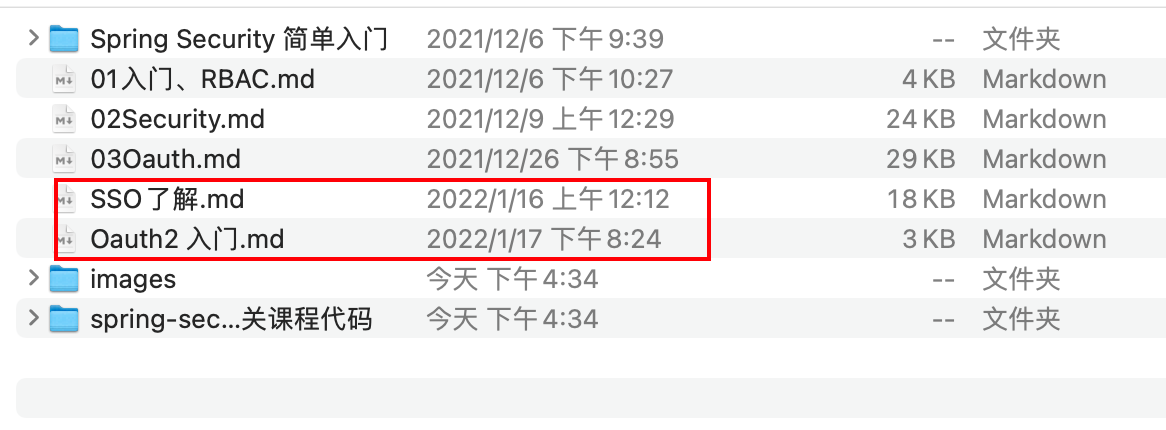 Spring Security 简单入门 2021/12/6 下午9:39 -- 文件夹
01入门、RBAC.md 2021/12/6 下午10:27 4 KB Markdown
02Security.md 2021/12/9 上午12:29 24 KB Markdown
03Oauth.md 2021/12/26 下午8:55 29 KB Markdown
SSO了解.md 2022/1/16 上午12:12 18 KB Markdown
Oauth2 入门.md 2022/1/17 下午8:24 3 KB Markdown
images 今天 下午4:34 -- 文件夹
spring-sec...关课程代码 今天 下午4:34 -- 文件夹